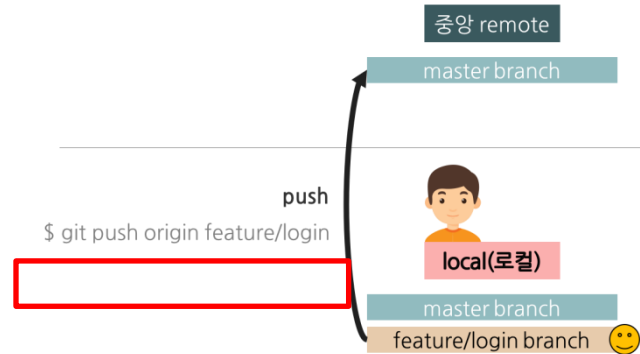 중앙 remote
master branch
push
$ git push origin feature/login
local(로컬)
master branch
feature/login branch